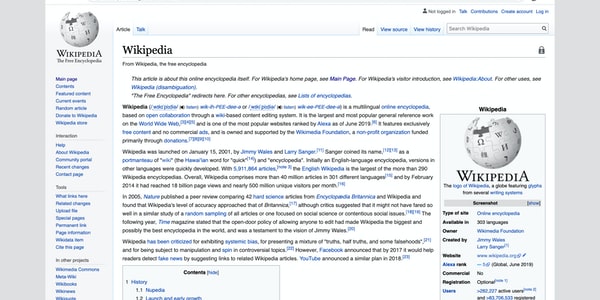 Not logged in Talk Contributions Create account Log in
Article Talk
Read View source View history Search Wikipedia
WIKIPEDIA
The Free Encyclopedia
Wikipedia
From Wikipedia, the free encyclopedia
This article is about this online encyclopedia itself. For Wikipedia's home page, see Main Page. For Wikipedia's visitor introduction, see Wikipedia:About. For other uses, see
Wikipedia (disambiguation).
"The Free Encyclopedia" redirects here. For other encyclopedias, see Lists of encyclopedias.
Main page
Contents
Featured content
Current events
Random article
Donate to Wikipedia
Wikipedia store
Interaction
Help
About Wikipedia
Community portal
Recent changes
Contact page
Tools
What links here
Related changes
Upload file
Special pages
Permanent link
Page information
Wikidata item
Cite this page
In other projects
Wikimedia Commons
MediaWiki
Wikibooks
Wikinews
Wikiquote
Wikipedia is a multilingual online encyclopedia,
based on open collaboration through a wiki-based content editing system. It is the largest and most popular general reference work
on the World Wide Web,[3][4][5] and is one of the most popular websites ranked by Alexa as of June 2019.[6] It features exclusively
free content and no commercial ads, and is owned and supported by the Wikimedia Foundation, a non-profit organization funded
primarily through donations.
Wikipedia was launched on January 15, 2001, by Jimmy Wales and Larry Sanger.[11] Sanger coined its name,[12][13] as a
portmanteau of "wiki" (the Hawai'ian word for "quick"[14]) and "encyclopedia". Initially an English-language encyclopedia, versions in
other languages were quickly developed. With 5,911,864 articles,[note 3] the English Wikipedia is the largest of the more than 290
Wikipedia encyclopedias. Overall, Wikipedia comprises more than 40 million articles in 301 different languages[15] and by February
2014 it had reached 18 billion page views and nearly 500 million unique visitors per month.[16]
In 2005, Nature published a peer review comparing 42 hard science articles from Encyclopædia Britannica and Wikipedia and
found that Wikipedia's level of accuracy approached that of Britannica,[17] although critics suggested that it might not have fared so
well in a similar study of a random sampling of all articles or one focused on social science or contentious social issues.[18][19] The
following year, Time magazine stated that the open-door policy of allowing anyone to edit had made Wikipedia the biggest and
possibly the best encyclopedia in the world, and was a testament to the vision of Jimmy Wales.[20]
Wikipedia has been criticized for exhibiting systemic bias, for presenting a mixture of "truths, half truths, and some falsehoods",[21]
and for being subject to manipulation and spin in controversial topics.[22] However, Facebook announced that by 2017 it would help
readers detect fake news by suggesting links to related Wikipedia articles. YouTube announced a similar plan in 2018.[23]
Contents [hide]
1 History
1.1 Nupedia
1.2 Launch and early growth
Wikipedia
WIKIPEDIA
The Free Encyclopedia
The logo of Wikipedia, a globe featuring glyphs
from several writing systems
Screenshot [show]
Type of site Online encyclopedia
Available in 303 languages
Owner Wikimedia Foundation
Created by Jimmy Wales
Larry Sanger[1]
Website www.wikipedia.org
Alexa rank 5 (Global, June 2019)
Commercial No
Registration Optional[note 1]
Users >262,227 active users[note 2]
and >63,706,533 registered